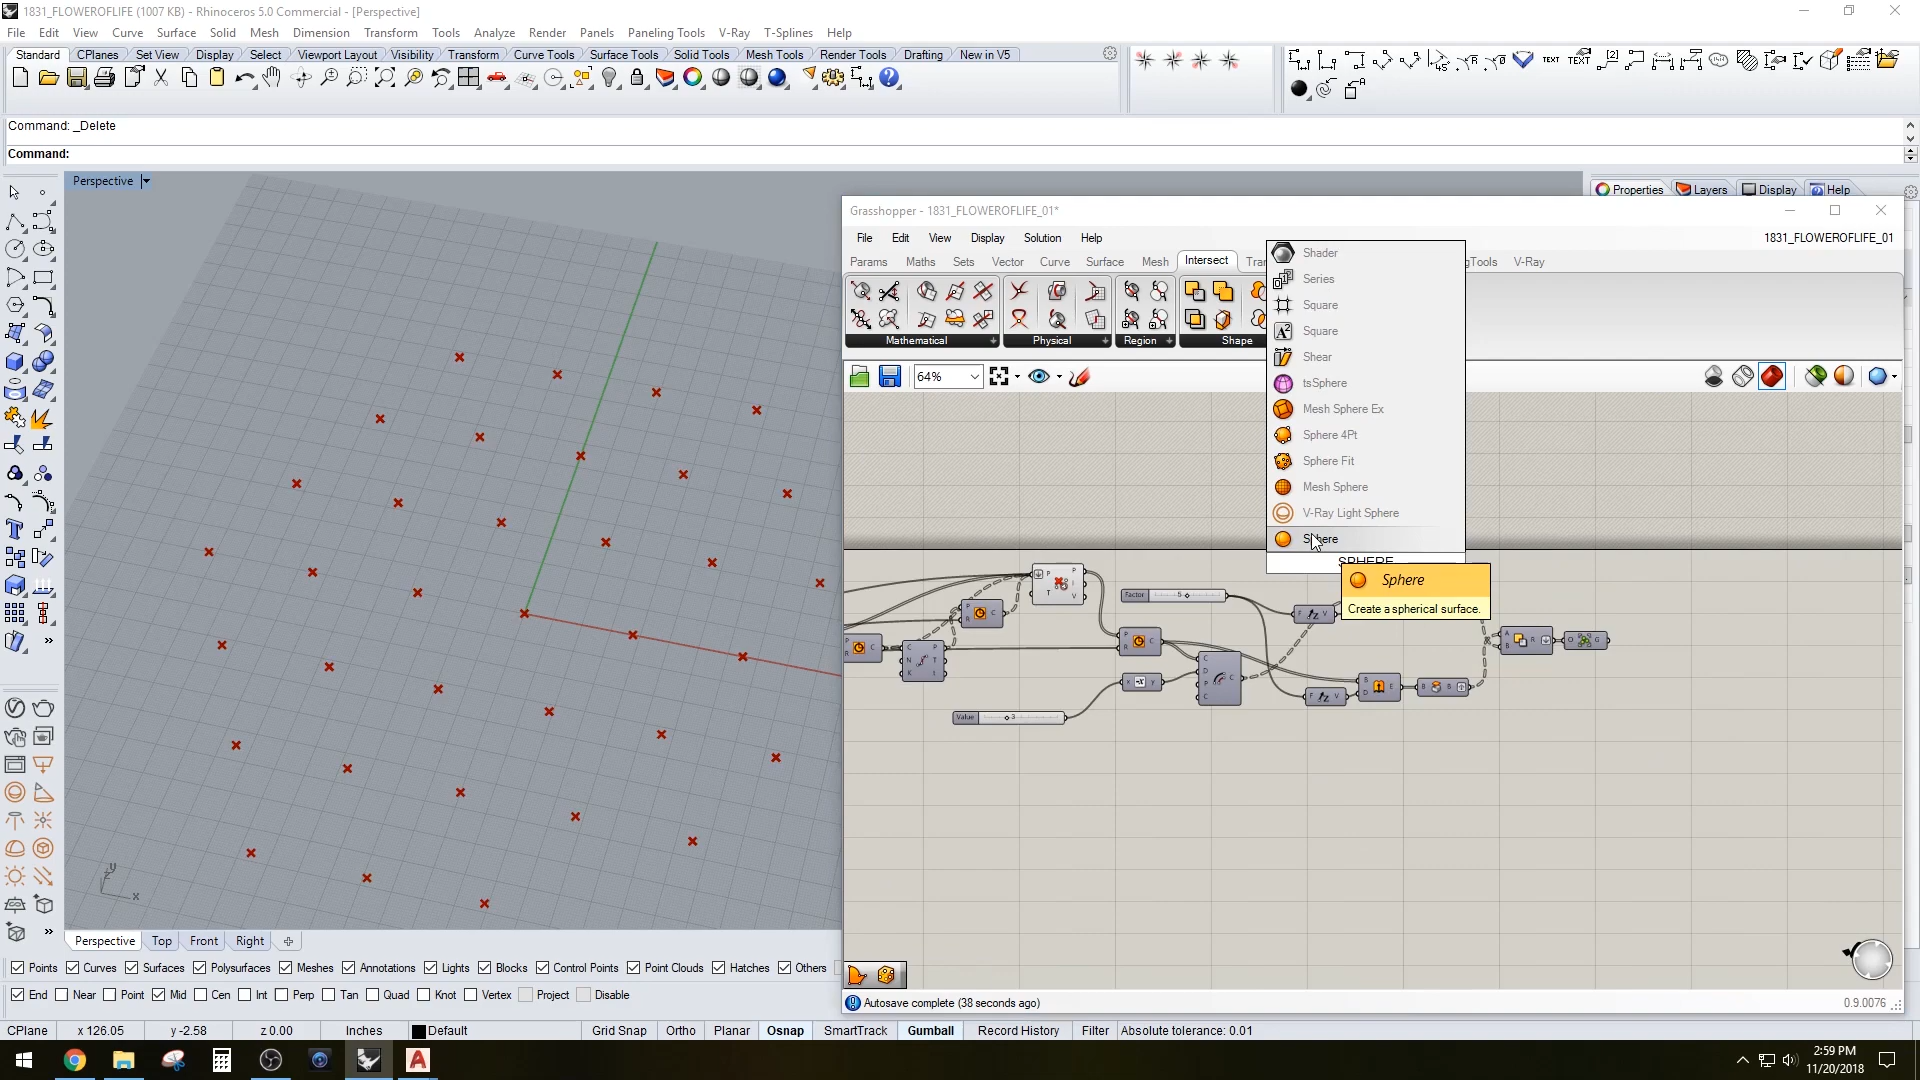 1831_FLOWEROFLIFE (1007 KB) - Rhinoceros 5.0 Commercial - [Perspective]
File Edit View Curve Surface Solid Mesh Dimension Transform Tools Analyze Render Panels Paneling Tools V-Ray T-Splines Help
Standard CPlanes Set View Display Select Viewport Layout Visibility Transform Curve Tools Surface Tools Solid Tools Mesh Tools Render Tools Drafting New in V5
Command: _Delete
Command:
Perspective
Properties Layers Display Help
Grasshopper - 1831_FLOWEROFLIFE_01*
File Edit View Display Solution Help 1831_FLOWEROFLIFE_01
Params Maths Sets Vector Curve Surface Mesh Intersect Tra gTools V-Ray
Mathematical Physical Region Shape
64%
Shader
Series
Square
Square
Shear
tsSphere
Mesh Sphere Ex
Sphere 4Pt
Sphere Fit
Mesh Sphere
V-Ray Light Sphere
Sphere
SPHERE
Sphere
Create a spherical surface.
Factor 5
Value 3
y
x
Perspective Top Front Right
Points Curves Surfaces Polysurfaces Meshes Annotations Lights Blocks Control Points Point Clouds Hatches Others
End Near Point Mid Cen Int Perp Tan Quad Knot Vertex Project Disable
Autosave complete (38 seconds ago) 0.9.0076
CPlane x 126.05 y -2.58 z 0.00 Inches Default Grid Snap Ortho Planar Osnap SmartTrack Gumball Record History Filter Absolute tolerance: 0.01
2:59 PM
11/20/2018